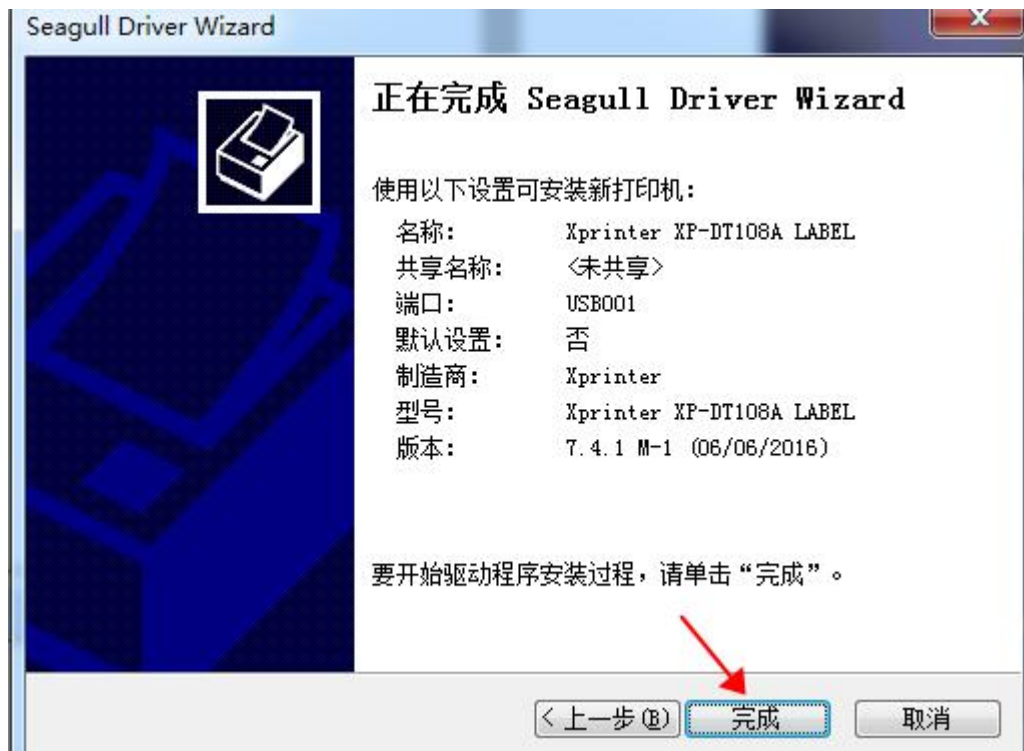 Seagull Driver Wizard
正在完成 Seagull Driver Wizard
使用以下设置可安装新打印机：
名称： Xprinter XP-DT108A LABEL
共享名称： <未共享>
端口： USB001
默认设置： 否
制造商： Xprinter
型号： Xprinter XP-DT108A LABEL
版本： 7.4.1 M-1 (06/06/2016)
要开始驱动程序安装过程，请单击“完成”。
< 上一步(B) 完成 取消